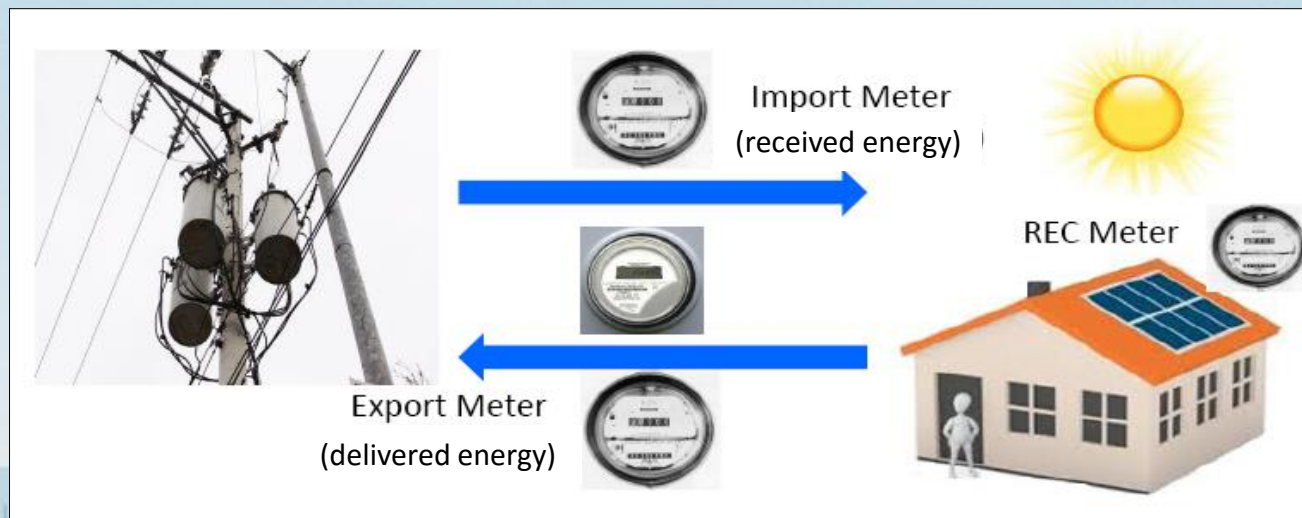 Import Meter
(received energy)
REC Meter
Export Meter
(delivered energy)